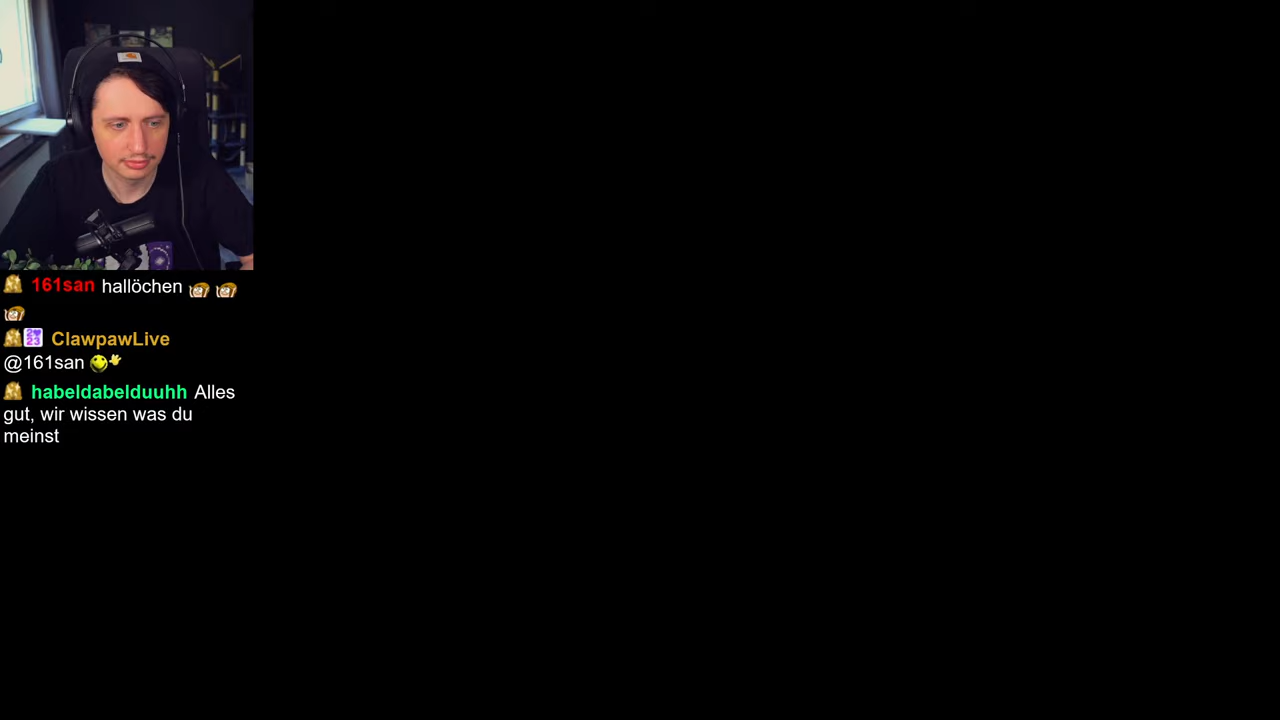 161san hallöchen
ClawpawLive
@161san
habeldabelduuhh Alles
gut, wir wissen was du
meinst